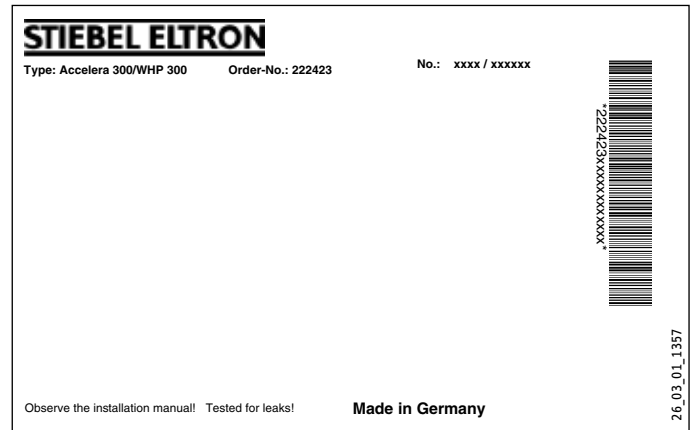 STIEBEL ELTRON
Type: Accelera 300/WHP 300 Order-No.: 222423 No.: xxxx / xxxxxx
*222423xxxxxxxxxxxx*
Observe the installation manual! Tested for leaks! Made in Germany
26_03_01_1357